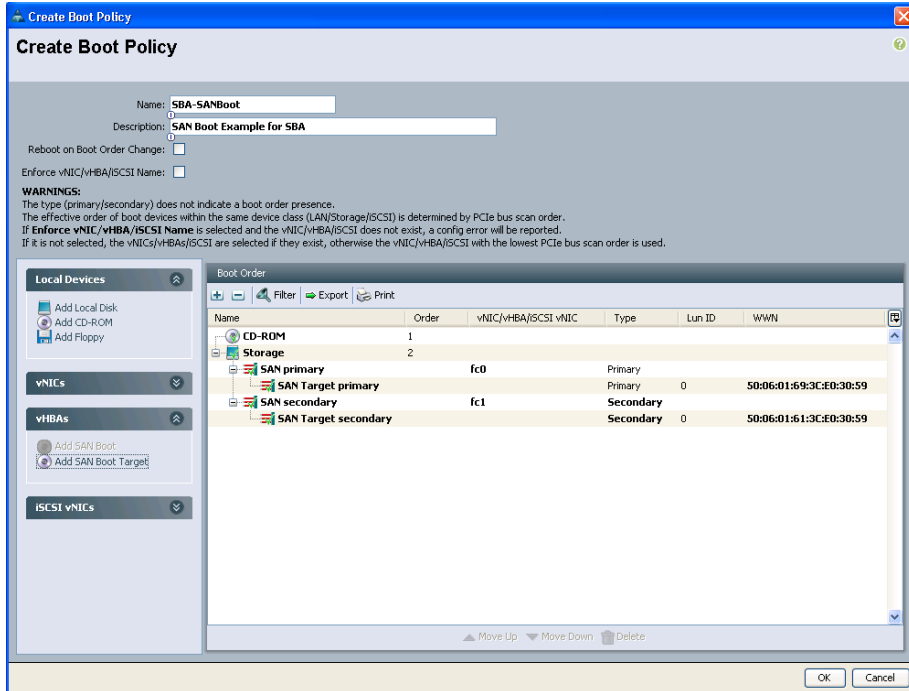 Create Boot Policy
Create Boot Policy
Name: SBA-SANBoot
Description: SAN Boot Example for SBA
Reboot on Boot Order Change:
Enforce vNIC/vHBA/iSCSI Name:
WARNINGS:
The type (primary/secondary) does not indicate a boot order presence.
The effective order of boot devices within the same device class (LAN/Storage/iSCSI) is determined by PCIe bus scan order.
If Enforce vNIC/vHBA/iSCSI Name is selected and the vNIC/vHBA/iSCSI does not exist, a config error will be reported.
If it is not selected, the vNICs/vHBAs/iSCSI are selected if they exist, otherwise the vNIC/vHBA/iSCSI with the lowest PCIe bus scan order is used.
Local Devices
Add Local Disk
Add CD-ROM
Add Floppy
vNICs
vHBAs
Add SAN Boot
Add SAN Boot Target
iSCSI vNICs
Boot Order
Filter Export Print
Name Order vNIC/vHBA/iSCSI vNIC Type Lun ID WWN
CD-ROM 1
Storage 2
SAN primary fc0 Primary
SAN Target primary Primary 0 50:06:01:69:3C:E0:30:59
SAN secondary fc1 Secondary
SAN Target secondary Secondary 0 50:06:01:61:3C:E0:30:59
Move Up Move Down Delete
OK Cancel